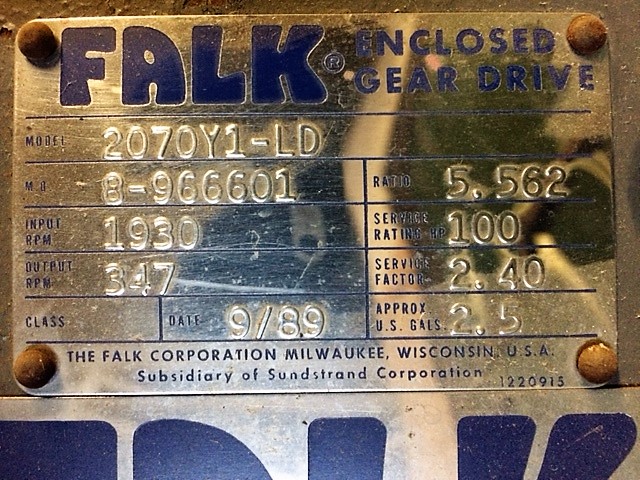 FALK® ENCLOSED
GEAR DRIVE
MODEL 2070Y1-LD
M.O 8-966601 RATIO 5.562
INPUT RPM 1930 SERVICE RATING HP 100
OUTPUT RPM 347 SERVICE FACTOR 2.40
CLASS DATE 9/89 APPROX U.S. GALS. 2.5
THE FALK CORPORATION MILWAUKEE, WISCONSIN, U.S.A.
Subsidiary of Sundstrand Corporation 1220915
FALK